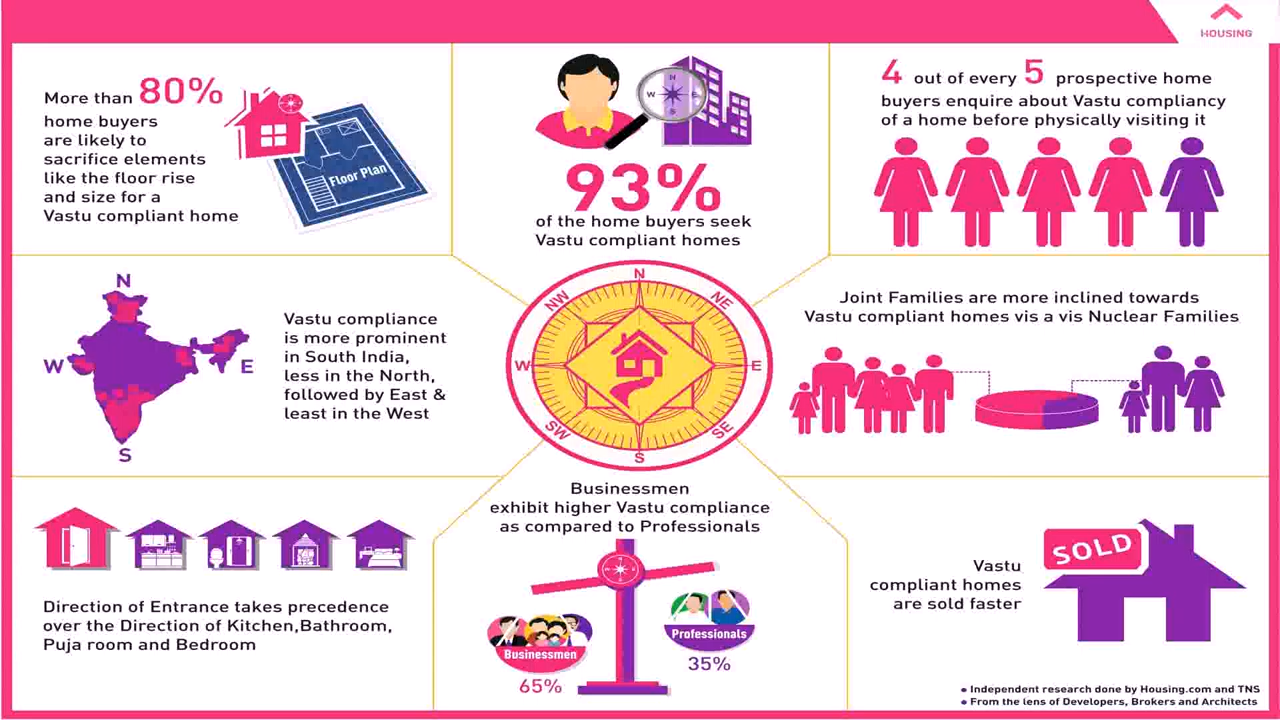 HOUSING
More than 80%
home buyers
are likely to
sacrifice elements
like the floor rise
and size for a
Vastu compliant home
Floor Plan
N
W E
S
93%
of the home buyers seek
Vastu compliant homes
4 out of every 5 prospective home
buyers enquire about Vastu compliancy
of a home before physically visiting it
N
W E
S
Vastu compliance
is more prominent
in South India,
less in the North,
followed by East &
least in the West
N
NW NE
W E
SW SE
S
Joint Families are more inclined towards
Vastu compliant homes vis a vis Nuclear Families
Direction of Entrance takes precedence
over the Direction of Kitchen,Bathroom,
Puja room and Bedroom
Businessmen
exhibit higher Vastu compliance
as compared to Professionals
Businessmen
65%
Professionals
35%
SOLD
Vastu
compliant homes
are sold faster
• Independent research done by Housing.com and TNS
• From the lens of Developers, Brokers and Architects